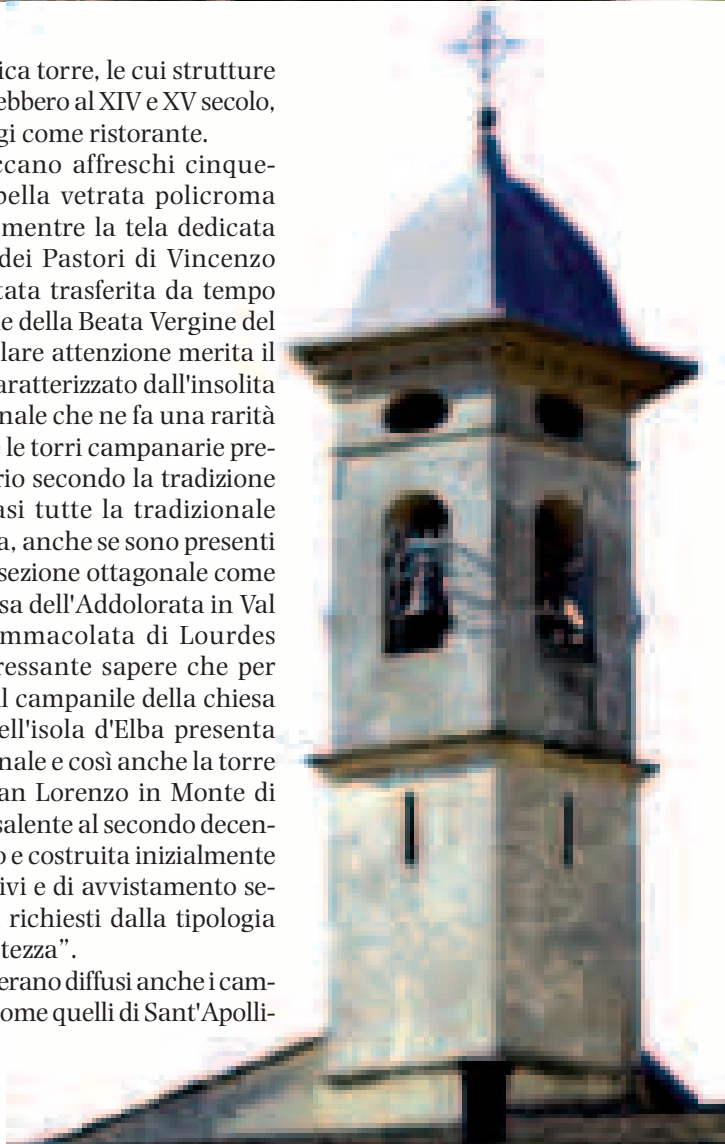 ica torre, le cui strutture
ebbero al XIV e XV secolo,
gi come ristorante.
ccano affreschi cinque-
bella vetrata policroma
mentre la tela dedicata
dei Pastori di Vincenzo
tata trasferita da tempo
e della Beata Vergine del
lare attenzione merita il
aratterizzato dall'insolita
nale che ne fa una rarità
e le torri campanarie pre-
rio secondo la tradizione
asi tutte la tradizionale
a, anche se sono presenti
sezione ottagonale come
sa dell'Addolorata in Val
mmacolata di Lourdes
ressante sapere che per
l campanile della chiesa
ell'isola d'Elba presenta
nale e così anche la torre
an Lorenzo in Monte di
salente al secondo decen-
o e costruita inizialmente
ivi e di avvistamento se-
richiesti dalla tipologia
tezza”.
erano diffusi anche i cam-
ome quelli di Sant'Apolli-